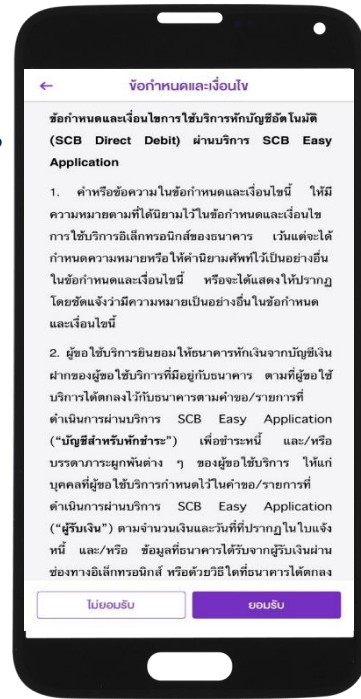 ข้อกำหนดและเงื่อนไข
ข้อกำหนดและเงื่อนไขการใช้บริการหักบัญชีอัตโนมัติ
(SCB Direct Debit) ผ่านบริการ SCB Easy
Application
1. คำหรือข้อความในข้อกำหนดและเงื่อนไขนี้ ให้มี
ความหมายตามที่ได้นิยามไว้ในข้อกำหนดและเงื่อนไข
การใช้บริการอิเล็กทรอนิกส์ของธนาคาร เว้นแต่จะได้
กำหนดความหมายหรือให้คำนิยามศัพท์ไว้เป็นอย่างอื่น
ในข้อกำหนดและเงื่อนไขนี้ หรือจะได้แสดงให้ปรากฏ
โดยชัดแจ้งว่ามีความหมายเป็นอย่างอื่นในข้อกำหนด
และเงื่อนไขนี้
2. ผู้ขอใช้บริการยินยอมให้ธนาคารหักเงินจากบัญชีเงิน
ฝากของผู้ขอใช้บริการที่มีอยู่กับธนาคาร ตามที่ผู้ขอใช้
บริการได้ตกลงไว้กับธนาคารตามคำขอ/รายการที่
ดำเนินการผ่านบริการ SCB Easy Application
("บัญชีสำหรับหักชำระ") เพื่อชำระหนี้ และ/หรือ
บรรดาภาระผูกพันต่าง ๆ ของผู้ขอใช้บริการ ให้แก่
บุคคลที่ผู้ขอใช้บริการกำหนดไว้ในคำขอ/รายการที่
ดำเนินการผ่านบริการ SCB Easy Application
("ผู้รับเงิน") ตามจำนวนเงินและวันที่ที่ปรากฏในใบแจ้ง
หนี้ และ/หรือ ข้อมูลที่ธนาคารได้รับจากผู้รับเงินผ่าน
ช่องทางอิเล็กทรอนิกส์ หรือด้วยวิธีใดที่ธนาคารได้ตกลง
ไม่ยอมรับ
ยอมรับ